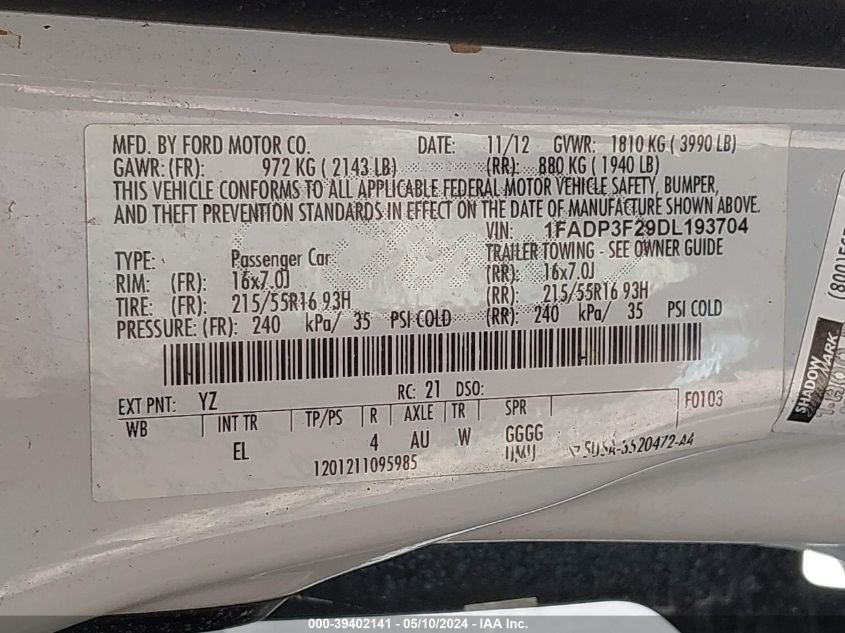 MFD. BY FORD MOTOR CO. DATE: 11/12 GVWR: 1810 KG ( 3990 LB)
GAWR: (FR): 972 KG ( 2143 LB) (RR): 880 KG ( 1940 LB)
THIS VEHICLE CONFORMS TO ALL APPLICABLE FEDERAL MOTOR VEHICLE SAFETY, BUMPER,
AND THEFT PREVENTION STANDARDS IN EFFECT ON THE DATE OF MANUFACTURE SHOWN ABOVE.
VIN: 1FADP3F29DL193704
TYPE: Passenger Car TRAILER TOWING - SEE OWNER GUIDE
RIM: (FR): 16x7.0J (RR): 16x7.0J
TIRE: (FR): 215/55R16 93H (RR): 215/55R16 93H
PRESSURE: (FR): 240 kPa/ 35 PSI COLD (RR): 240 kPa/ 35 PSI COLD
EXT PNT: YZ RC: 21 DSO: F0103
WB INT TR TP/PS R AXLE TR SPR
EL 4 AU W GGGG
1201211095985
SHADOWMARK
000-39402141 - 05/10/2024 - IAA Inc.